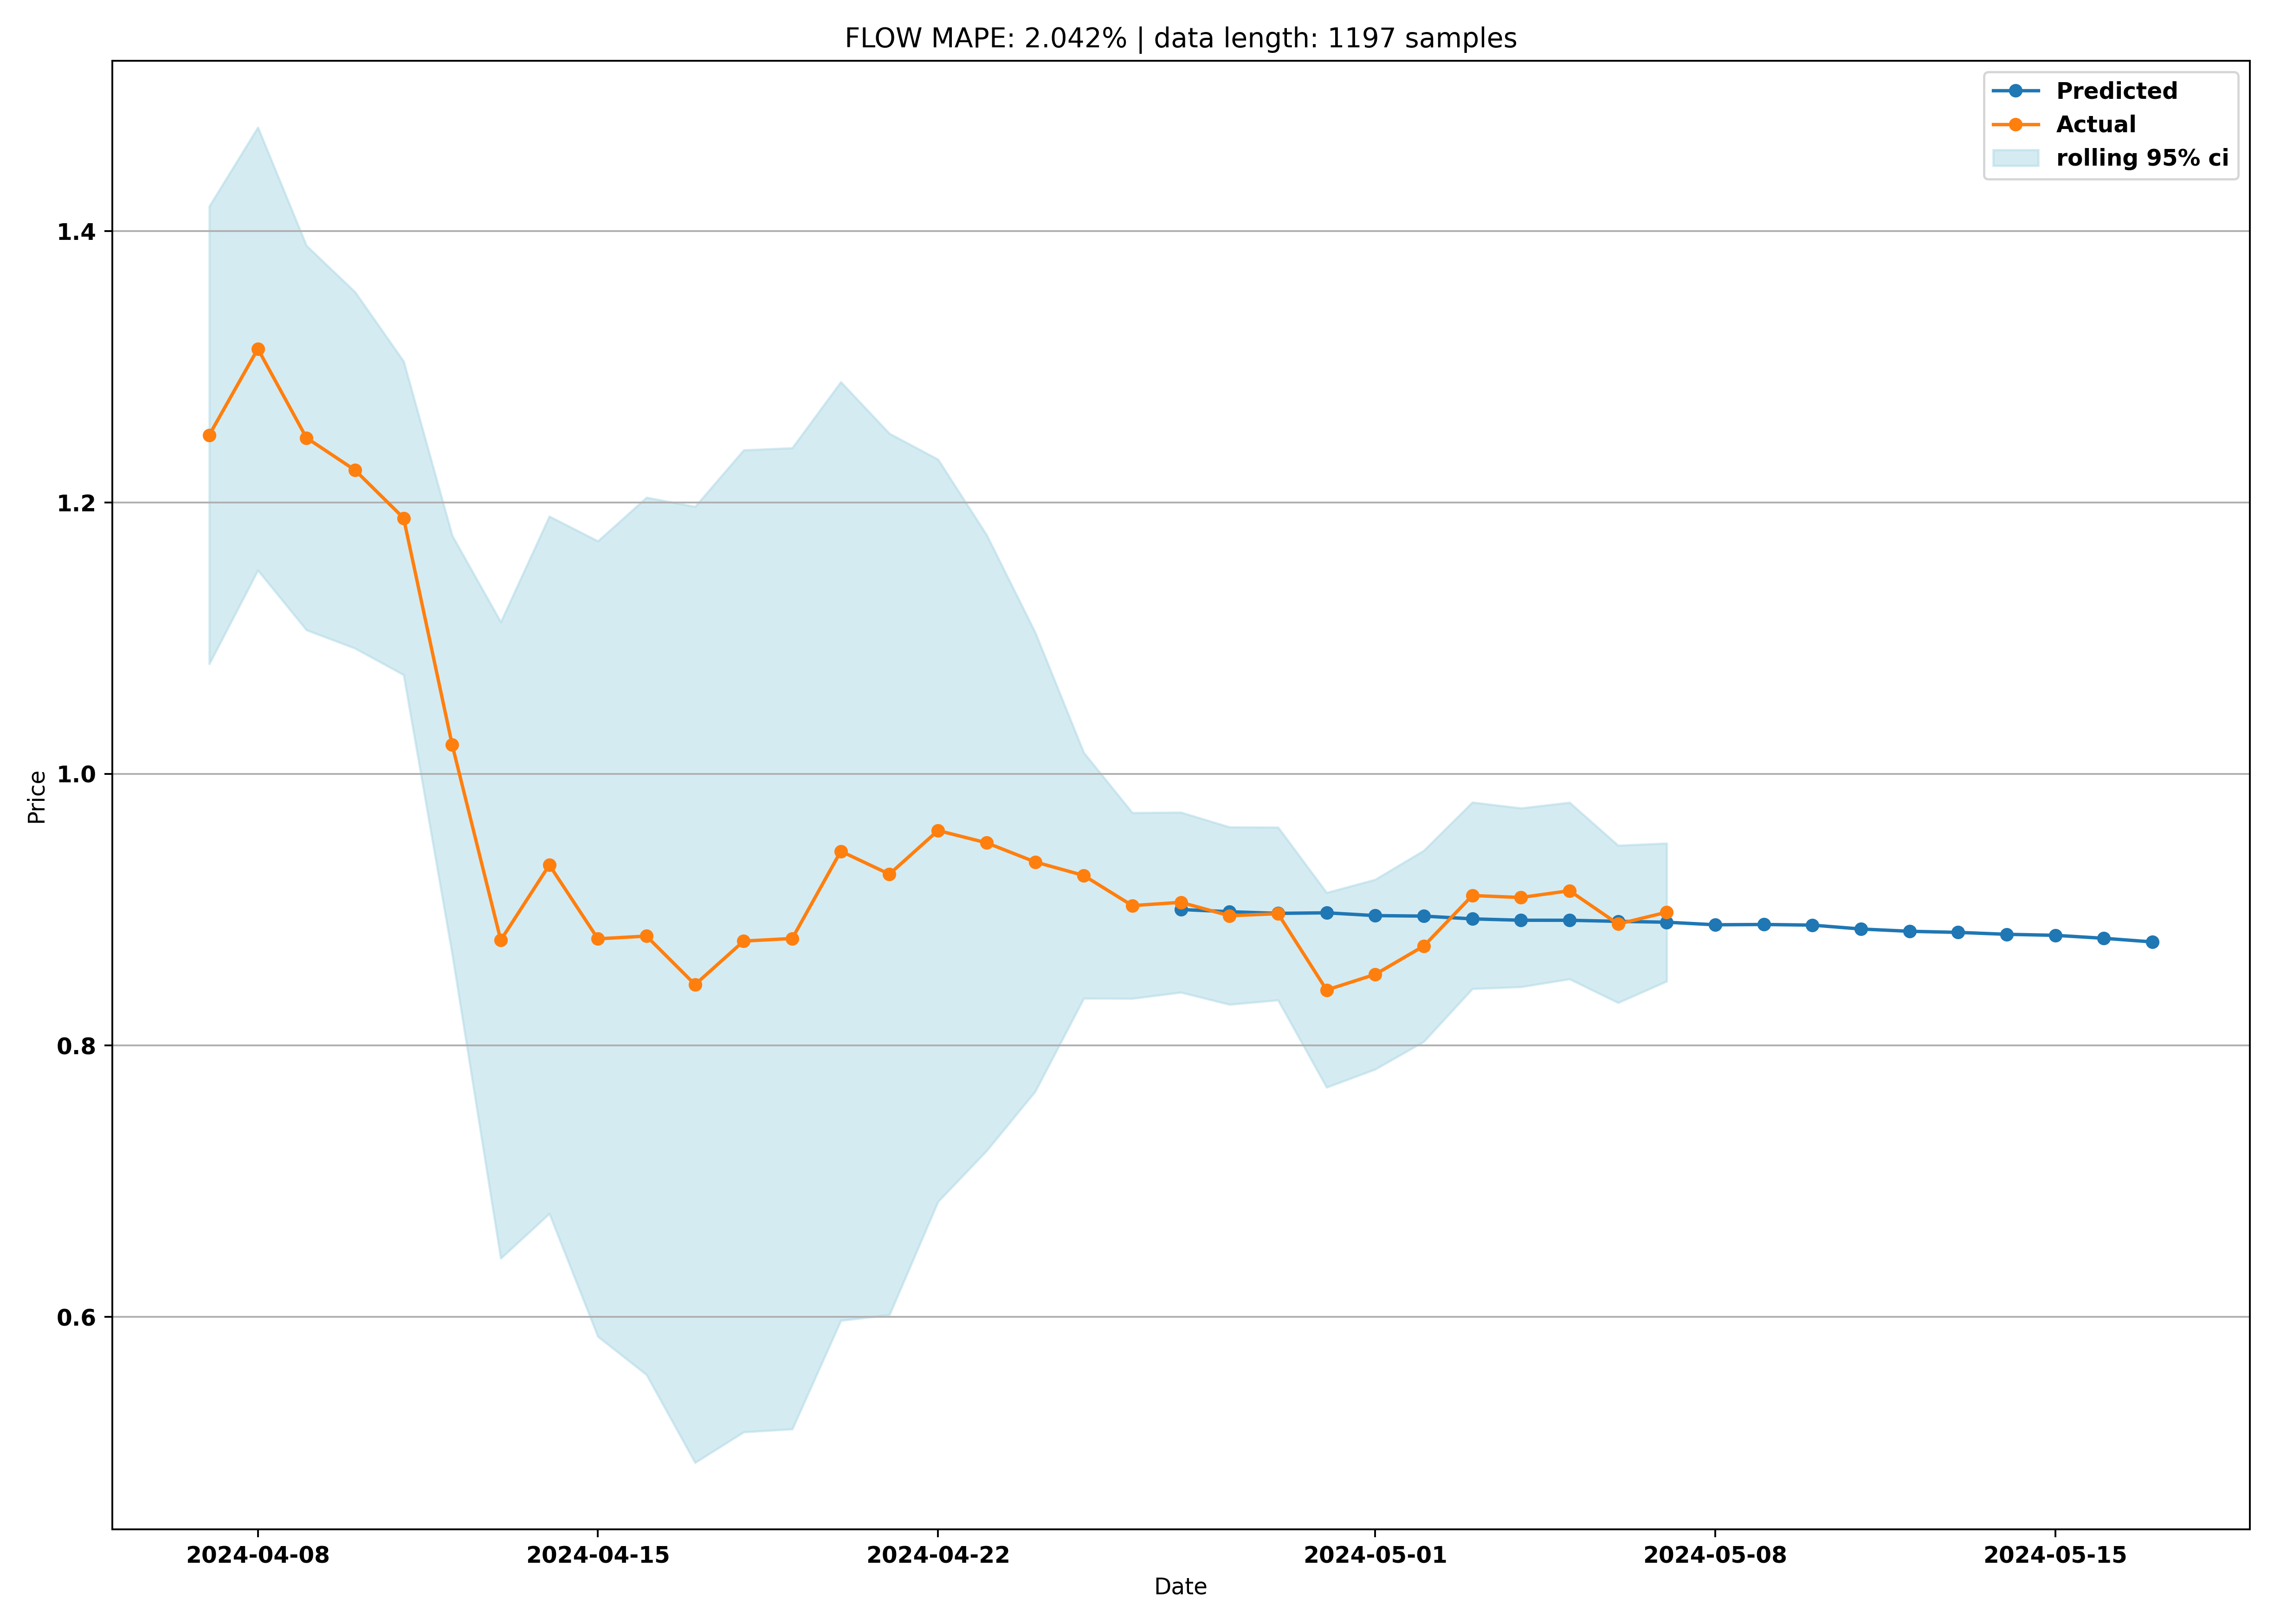 FLOW MAPE: 2.042% | data length: 1197 samples
Predicted
Actual
rolling 95% ci
1.4
1.2
1.0
0.8
0.6
Price
2024-04-08
2024-04-15
2024-04-22
2024-05-01
2024-05-08
2024-05-15
Date